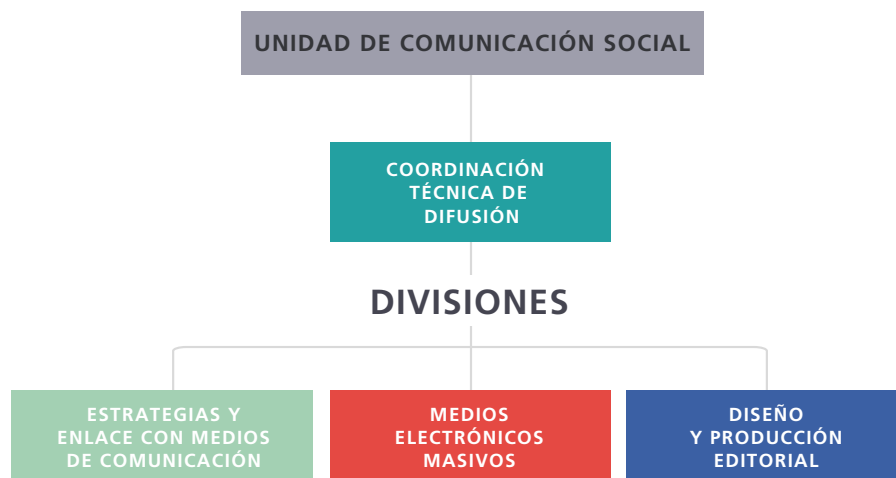 UNIDAD DE COMUNICACIÓN SOCIAL
COORDINACIÓN
TÉCNICA DE
DIFUSIÓN
DIVISIONES
ESTRATEGIAS Y
ENLACE CON MEDIOS
DE COMUNICACIÓN
MEDIOS
ELECTRÓNICOS
MASIVOS
DISEÑO
Y PRODUCCIÓN
EDITORIAL